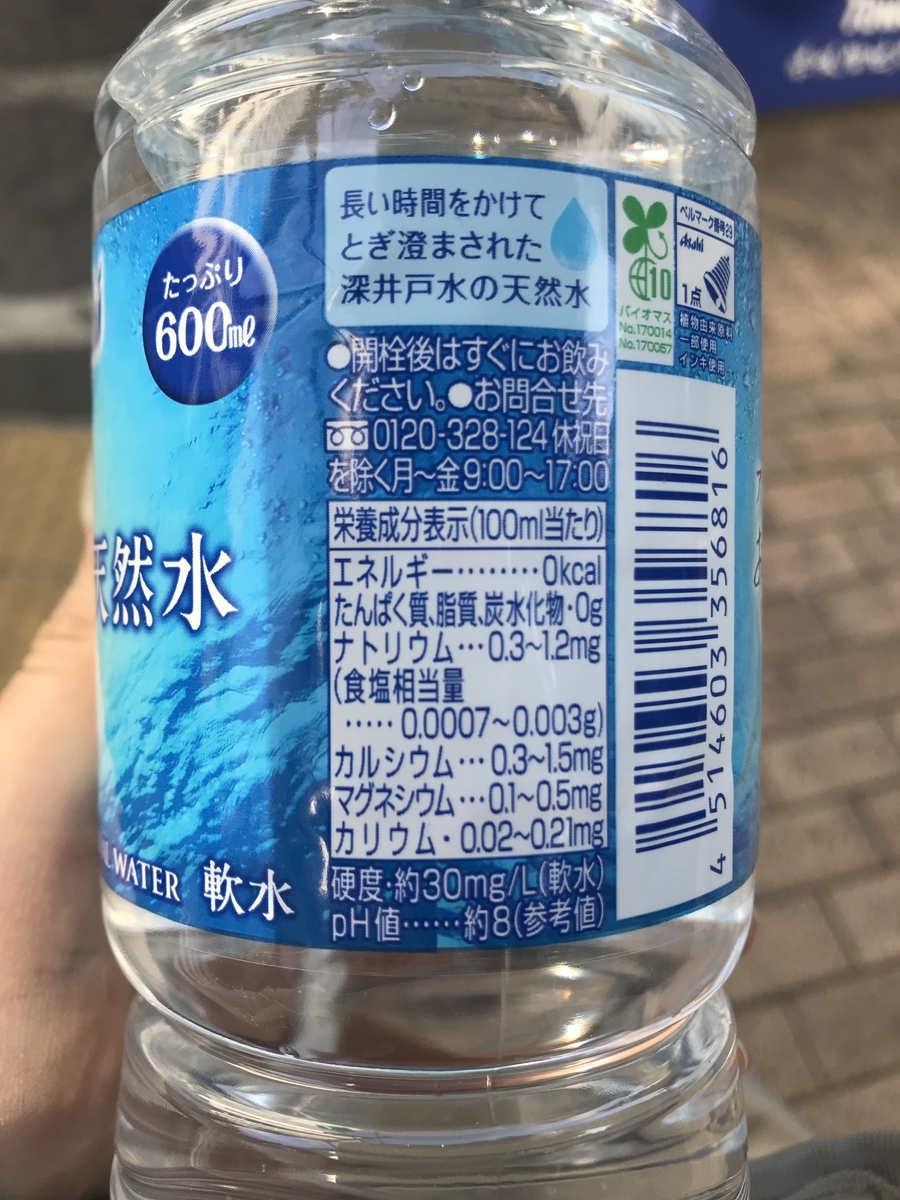 たっぷり
600ml
然水
WATER 軟水
長い時間をかけて
とぎ澄まされた
深井戸水の天然水
●開栓後はすぐにお飲み
ください。●お問合せ先
0120-328-124 休祝日
を除く月～金9:00～17:00
栄養成分表示(100ml当たり)
エネルギー………0kcal
たんぱく質、脂質、炭水化物・0g
ナトリウム…0.3~1.2mg
(食塩相当量
…‥0.0007~0.003g)
カルシウム…0.3~1.5mg
マグネシウム…0.1~0.5mg
カリウム・0.02~0.21mg
硬度・約30mg/L(軟水)
pH値……約8(参考値)
10
バイオマス
No.170014
No.170057
ベルマーク番号29
Asahi
1点
植物由来原料
一部使用
インキ使用
4 514603 356816